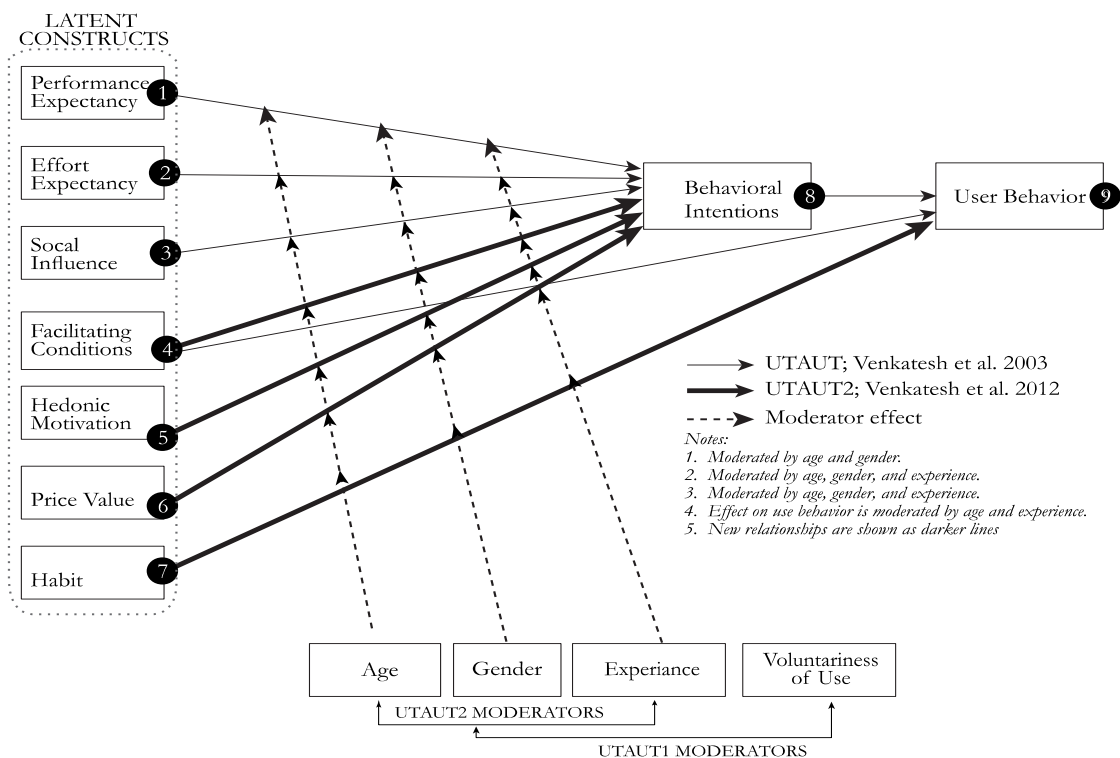 LATENT
CONSTRUCTS
Performance
Expectancy
1
Effort
Expectancy
2
Socal
Influence
3
Facilitating
Conditions
4
Hedonic
Motivation
5
Price Value
6
Habit
7
Behavioral
Intentions
8
User Behavior
9
UTAUT; Venkatesh et al. 2003
UTAUT2; Venkatesh et al. 2012
Moderator effect
Notes:
1. Moderated by age and gender.
2. Moderated by age, gender, and experience.
3. Moderated by age, gender, and experience.
4. Effect on use behavior is moderated by age and experience.
5. New relationships are shown as darker lines
Age
Gender
Experiance
Voluntariness
of Use
UTAUT2 MODERATORS
UTAUT1 MODERATORS